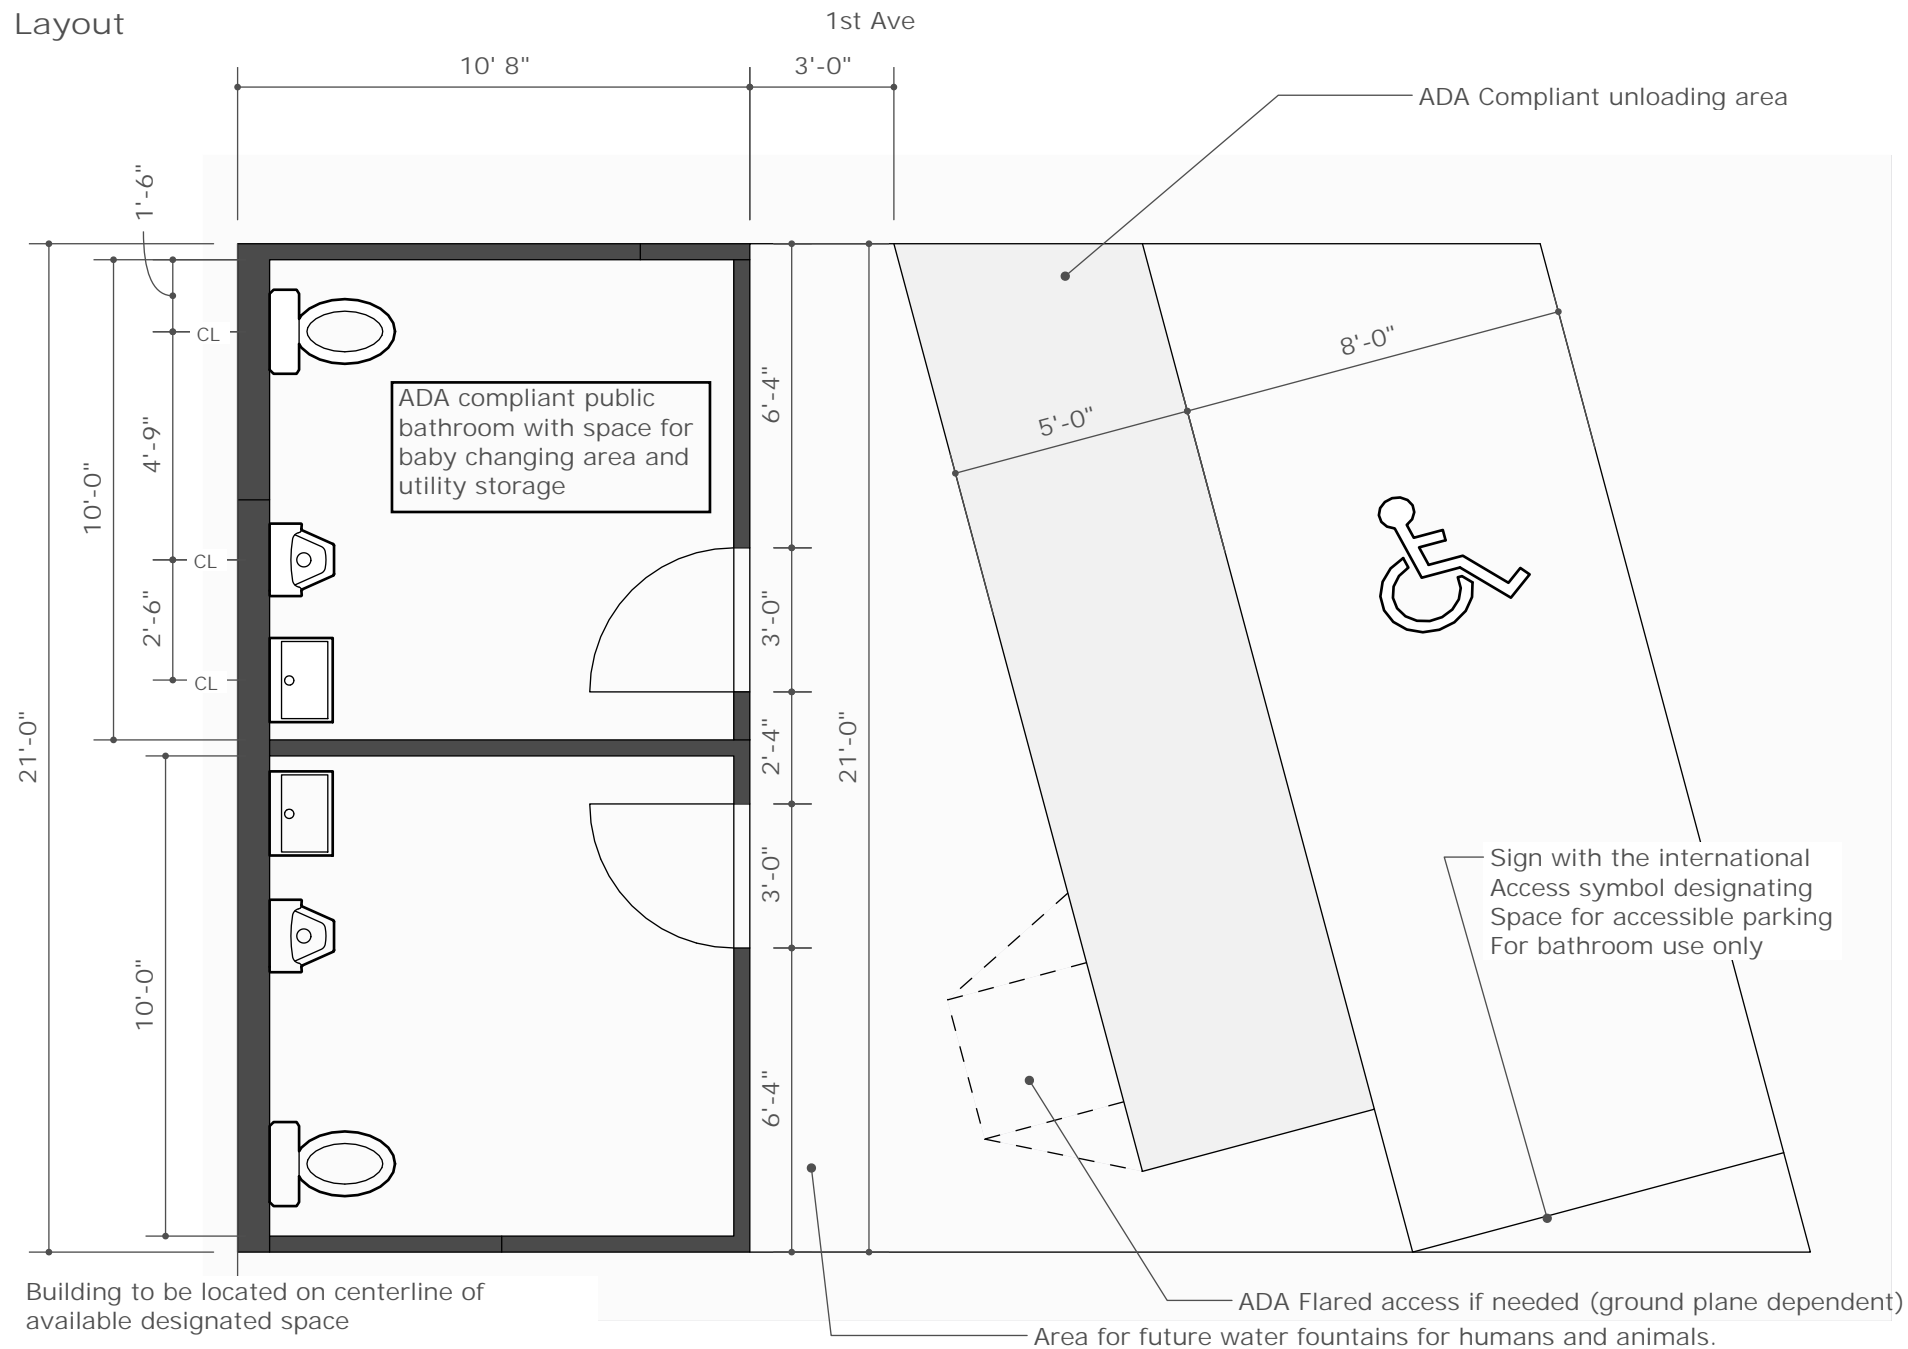 Layout
1st Ave
10' 8"
3'-0"
ADA Compliant unloading area
1'-6"
CL
8'-0"
5'-0"
6'-4"
ADA compliant public
bathroom with space for
baby changing area and
utility storage
4'-9"
10'-0"
CL
2'-6"
3'-0"
CL
21'-0"
2'-4"
21'-0"
3'-0"
Sign with the international
Access symbol designating
Space for accessible parking
For bathroom use only
10'-0"
6'-4"
Building to be located on centerline of
available designated space
ADA Flared access if needed (ground plane dependent)
Area for future water fountains for humans and animals.